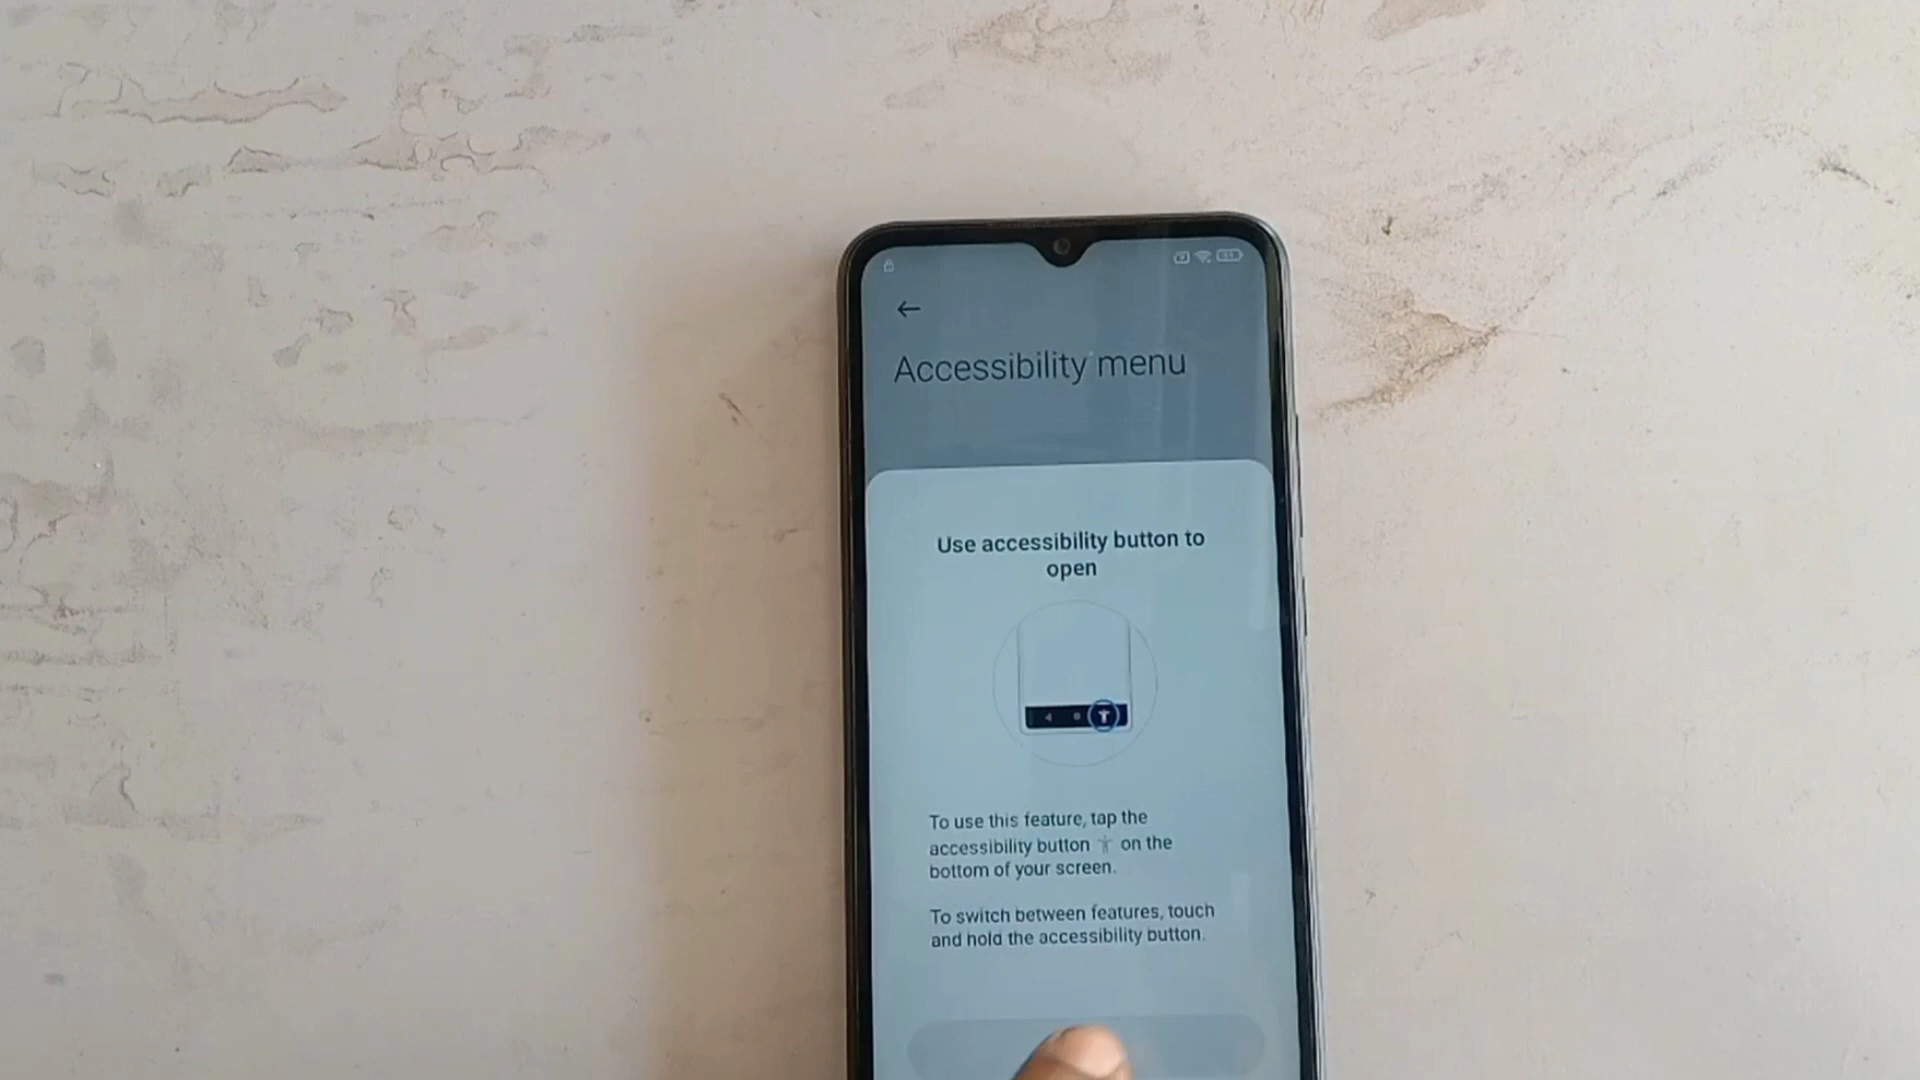 Accessibility menu
Use accessibility button to
open
To use this feature, tap the
accessibility button on the
bottom of your screen.
To switch between features, touch
and hold the accessibility button.